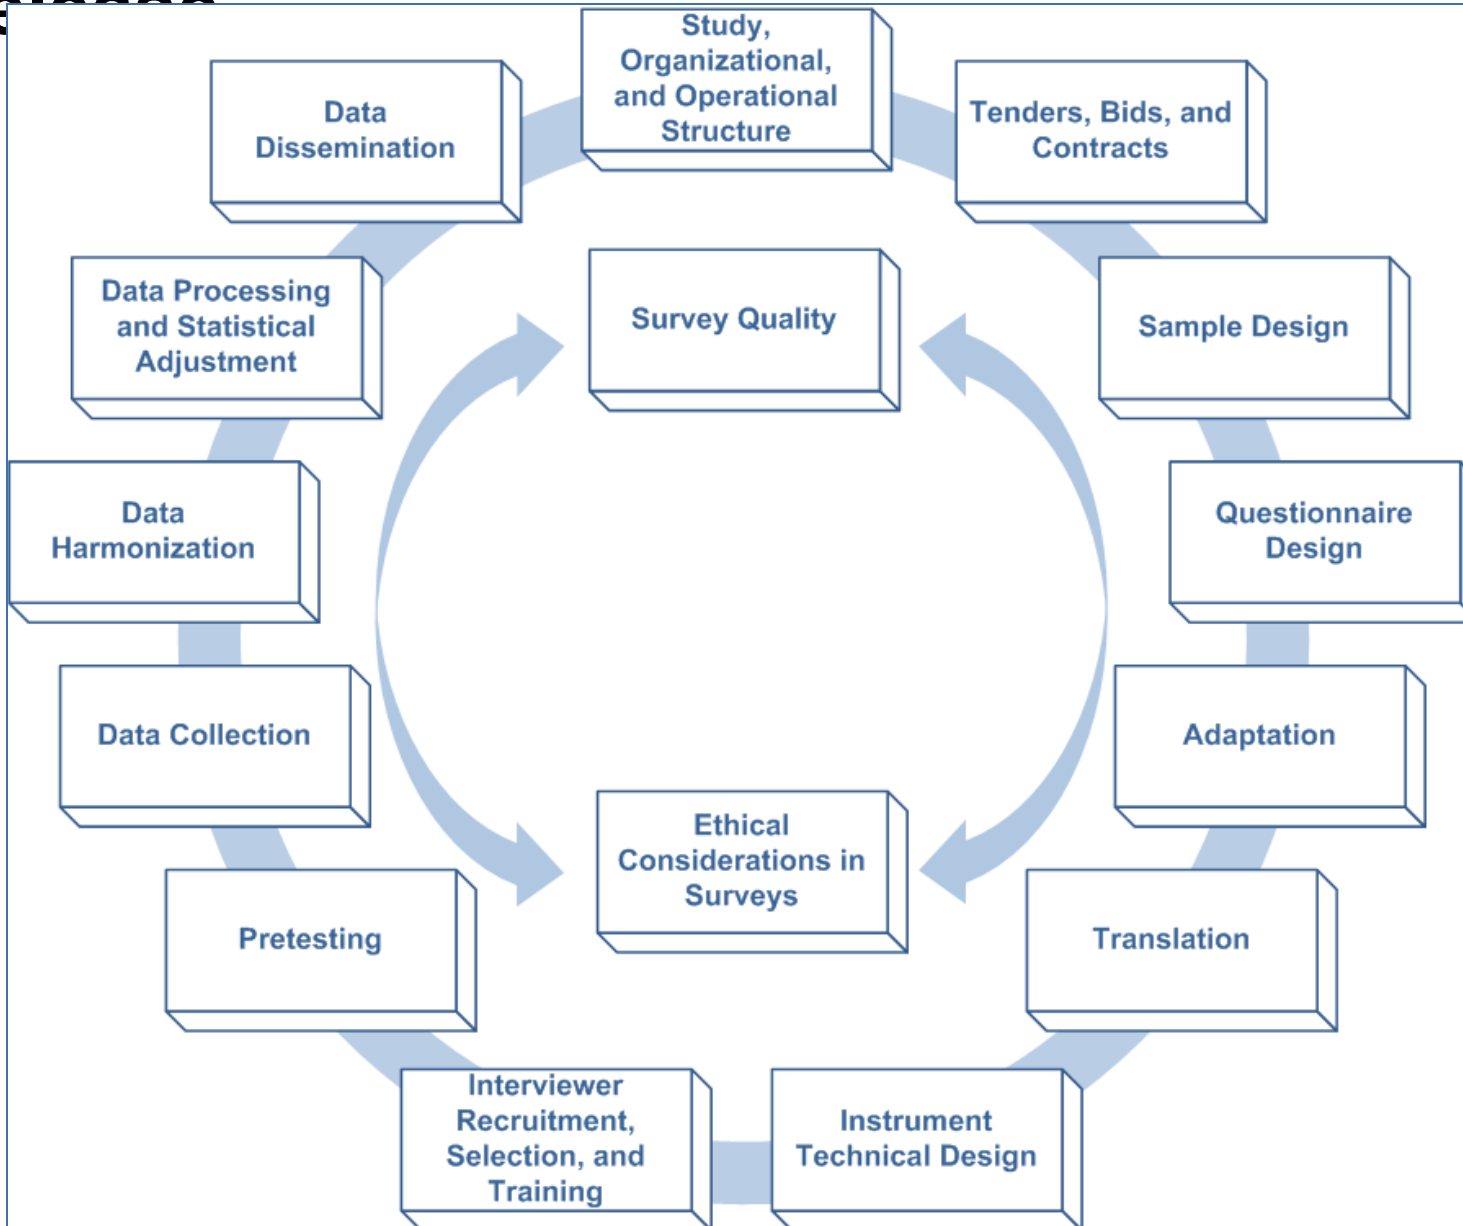 Study,
Organizational,
and Operational
Structure
Tenders, Bids, and
Contracts
Sample Design
Questionnaire
Design
Adaptation
Translation
Instrument
Technical Design
Interviewer
Recruitment,
Selection, and
Training
Pretesting
Data Collection
Data
Harmonization
Data Processing
and Statistical
Adjustment
Data
Dissemination
Survey Quality
Ethical
Considerations in
Surveys